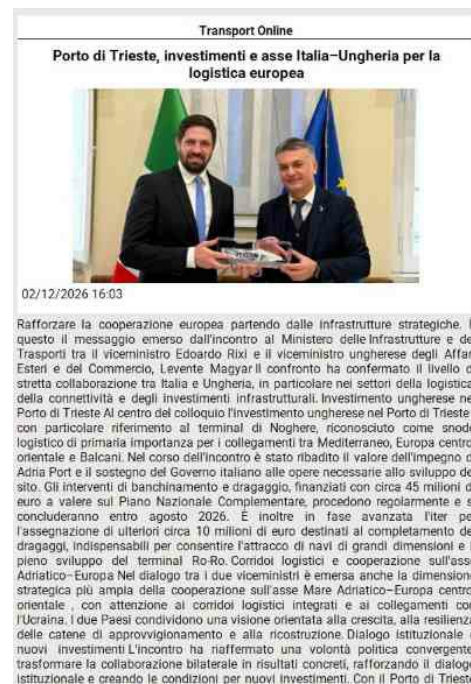 Transport Online
Porto di Trieste, investimenti e asse Italia–Ungheria per la
logistica europea
02/12/2026 16:03
Rafforzare la cooperazione europea partendo dalle infrastrutture strategiche.
questo il messaggio emerso dall'incontro al Ministero delle Infrastrutture e de
Trasporti tra il viceministro Edoardo Rixi e il viceministro ungherese degli Affar
Esteri e del Commercio, Levente Magyar Il confronto ha confermato il livello d
stretta collaborazione tra Italia e Ungheria, in particolare nei settori della logistica
della connettività e degli investimenti infrastrutturali. Investimento ungherese ne
Porto di Trieste Al centro del colloquio l'investimento ungherese nel Porto di Trieste
con particolare riferimento al terminal di Noghere, riconosciuto come snodo
logistico di primaria importanza per i collegamenti tra Mediterraneo, Europa centro
orientale e Balcani. Nel corso dell'incontro è stato ribadito il valore dell'impegno d
Adria Port e il sostegno del Governo italiano alle opere necessarie allo sviluppo de
sito. Gli interventi di banchinamento e dragaggio, finanziati con circa 45 milioni d
euro a valere sul Piano Nazionale Complementare, procedono regolarmente e s
concluderanno entro agosto 2026. È inoltre in fase avanzata l'iter pe
l'assegnazione di ulteriori circa 10 milioni di euro destinati al completamento de
dragaggi, indispensabili per consentire l'attracco di navi di grandi dimensioni e i
pieno sviluppo del terminal Ro-Ro. Corridoi logistici e cooperazione sull'asse
Adriatico–Europa Nel dialogo tra i due viceministri è emersa anche la dimensione
strategica più ampia della cooperazione sull'asse Mare Adriatico–Europa centro
orientale , con attenzione ai corridoi logistici integrati e ai collegamenti con
l'Ucraina. I due Paesi condividono una visione orientata alla crescita, alla resilienza
delle catene di approvvigionamento e alla ricostruzione. Dialogo istituzionale
nuovi investimenti L'incontro ha riaffermato una volontà politica convergente
trasformare la collaborazione bilaterale in risultati concreti, rafforzando il dialogo
istituzionale e creando le condizioni per nuovi investimenti. Con il Porto di Trieste